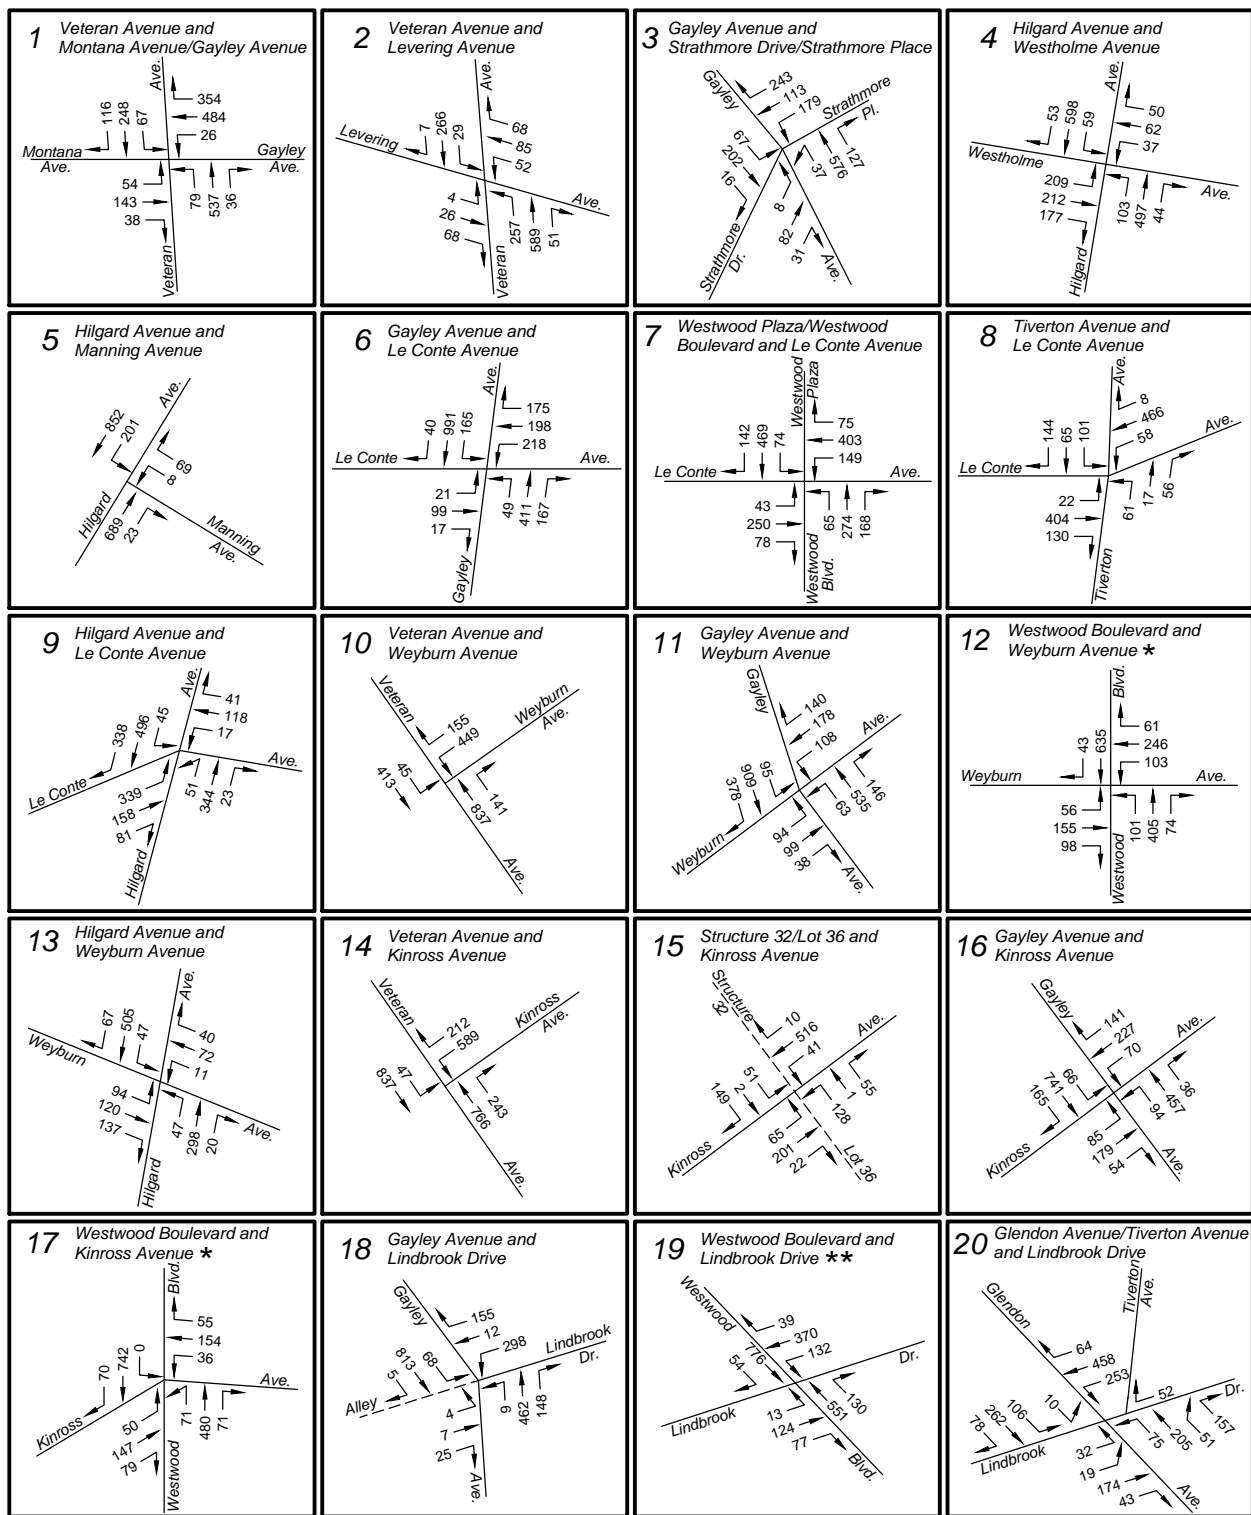 1 Veteran Avenue and
Montana Avenue/Gayley Avenue
Ave.
116 248 67
354
484
26
Montana Ave.
Gayley Ave.
54
143
38
79 537 36
Veteran
2 Veteran Avenue and
Levering Avenue
Levering
7 266 29
68
85
52
4
26
68
257 589 51
Ave.
Veteran
3 Gayley Avenue and
Strathmore Drive/Strathmore Place
Gayley
243
113
179
Strathmore Pl.
67
202
16
37 576 127
8
82
31
Strathmore Dr.
Ave.
4 Hilgard Avenue and
Westholme Avenue
Ave.
53 598 59
50
62
37
Westholme
209
212
177
103 497 44
Ave.
Hilgard
5 Hilgard Avenue and
Manning Avenue
Ave.
852
201
69
8
Hilgard
689
23
Manning Ave.
6 Gayley Avenue and
Le Conte Avenue
Ave.
40 991 165
175
198
218
Le Conte
Ave.
21
99
17
49 411 167
Gayley
7 Westwood Plaza/Westwood
Boulevard and Le Conte Avenue
Westwood Plaza
142 469 74
75
403
149
Le Conte
Ave.
43
250
78
65 274 168
Westwood Blvd.
8 Tiverton Avenue and
Le Conte Avenue
Ave.
144 65 101
8
466
58
Ave.
Le Conte
22
404
130
61 17 56
Tiverton
9 Hilgard Avenue and
Le Conte Avenue
Ave.
338 496 45
41
118
17
Le Conte
Ave.
339
158
81
51 344 23
Hilgard
10 Veteran Avenue and
Weyburn Avenue
Veteran
155
449
Weyburn Ave.
45
413
141
837
Ave.
11 Gayley Avenue and
Weyburn Avenue
Gayley
140
178
108
Ave.
95
909
378
63 535 146
Weyburn
94
99
38
Ave.
12 Westwood Boulevard and
Weyburn Avenue *
Blvd.
43 635
61
246
103
Weyburn
Ave.
56
155
98
101 405 74
Westwood
13 Hilgard Avenue and
Weyburn Avenue
Ave.
67 505 47
40
72
11
Weyburn
94
120
137
47 298 20
Ave.
Hilgard
14 Veteran Avenue and
Kinross Avenue
Veteran
212
589
Kinross Ave.
47
837
243
766
Ave.
15 Structure 32/Lot 36 and
Kinross Avenue
Structure 32
10
516
41
Ave.
51
2
149
128 1 55
Kinross
65
201
22
Lot 36
16 Gayley Avenue and
Kinross Avenue
Gayley
141
227
70
Ave.
66
741
165
94 457 36
Kinross
85
179
54
Ave.
17 Westwood Boulevard and
Kinross Avenue *
Blvd.
70 742 0
55
154
36
Ave.
Kinross
50
147
79
71 480 71
Westwood
18 Gayley Avenue and
Lindbrook Drive
Gayley
155
12
298
Lindbrook Dr.
68
813
5
Alley
4
7
25
9 462 148
Ave.
19 Westwood Boulevard and
Lindbrook Drive **
Westwood
39
370
132
776
54
Dr.
Lindbrook
13
124
77
551 130
Blvd.
20 Glendon Avenue/Tiverton Avenue
and Lindbrook Drive
Glendon
Tiverton Ave.
64
458
253
10
106
262
78
52
Dr.
157
51
205
75
Lindbrook
32
19
174
43
Ave.